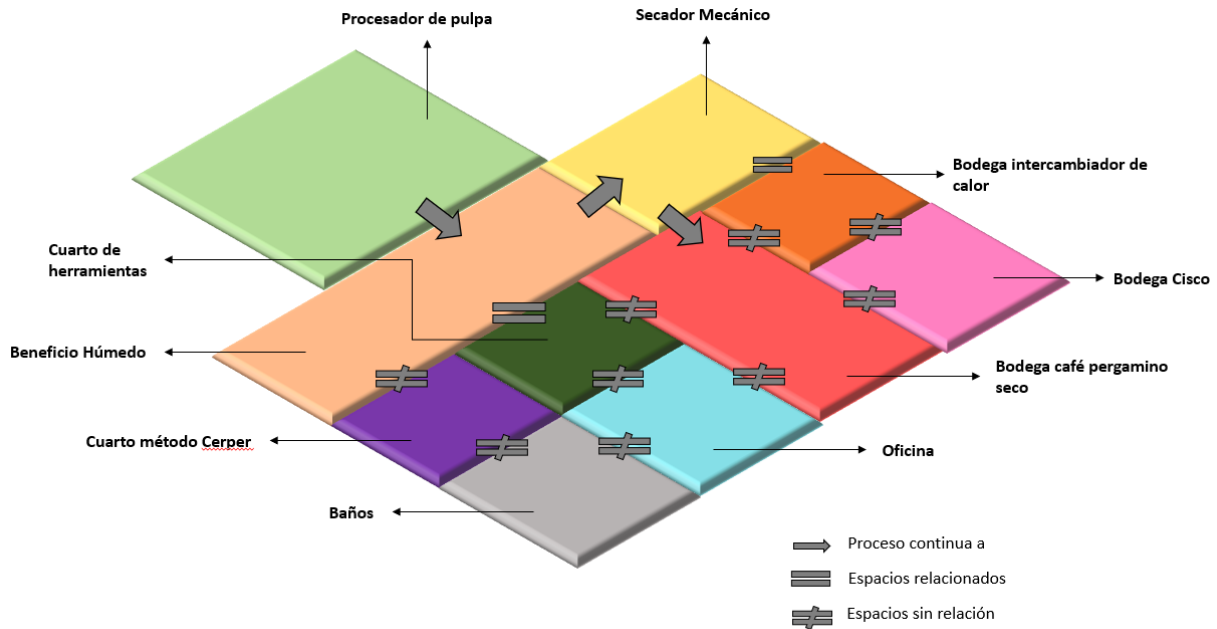 Procesador de pulpa
Secador Mecánico
Bodega intercambiador de
calor
Cuarto de
herramientas
Bodega Cisco
Beneficio Húmedo
Bodega café pergamino
seco
Cuarto método Cerper
Oficina
Baños
Proceso continua a
Espacios relacionados
Espacios sin relación